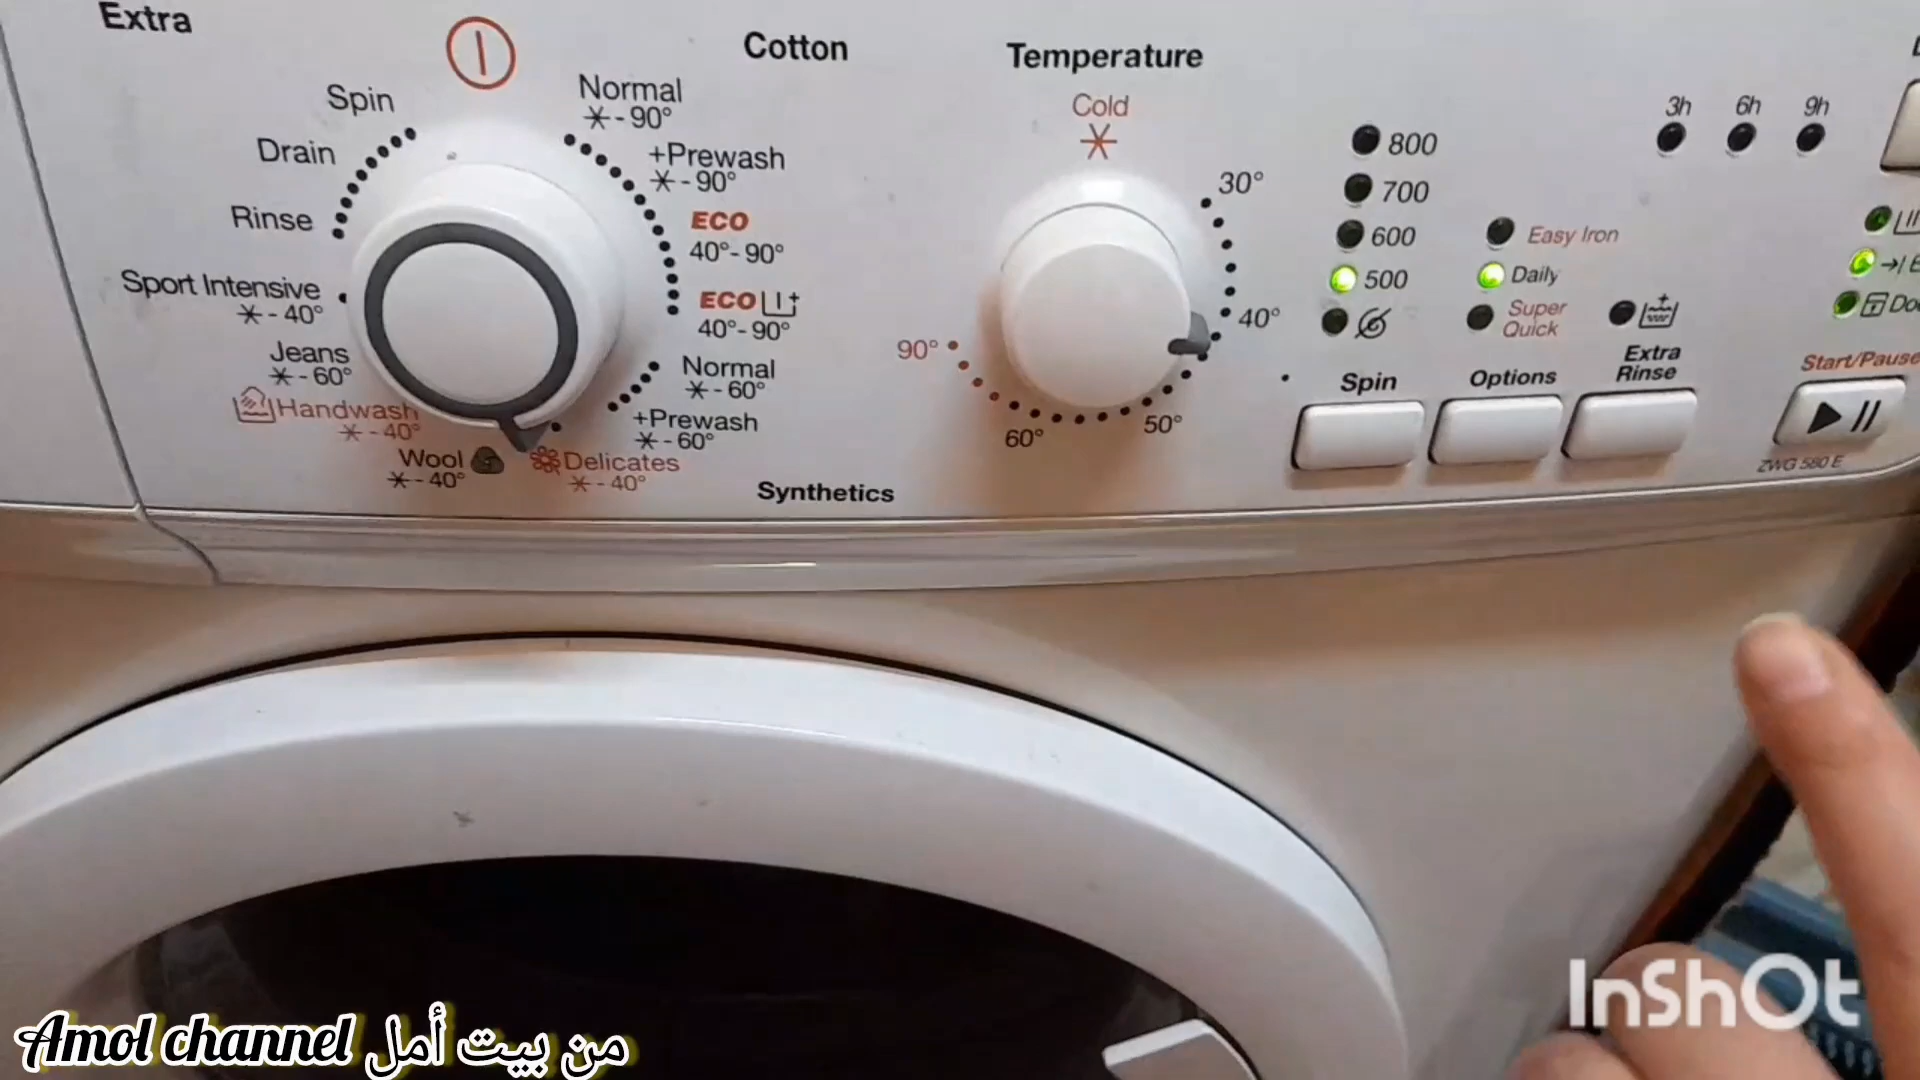 Extra
Spin
Drain
Rinse
Sport Intensive
- 40°
Jeans
- 60°
Handwash
- 40°
Wool
- 40°
Delicates
- 40°
Cotton
Normal
- 90°
+Prewash
- 90°
ECO
40°- 90°
ECO
40°- 90°
Normal
- 60°
+Prewash
- 60°
Synthetics
Temperature
Cold
30°
40°
50°
60°
90°
800
700
600
500
Spin
Easy Iron
Daily
Super
Quick
Options
Extra
Rinse
3h 6h 9h
Start/Pause
ZWG 580 E
InShOt
Amol channel من بيت أمل